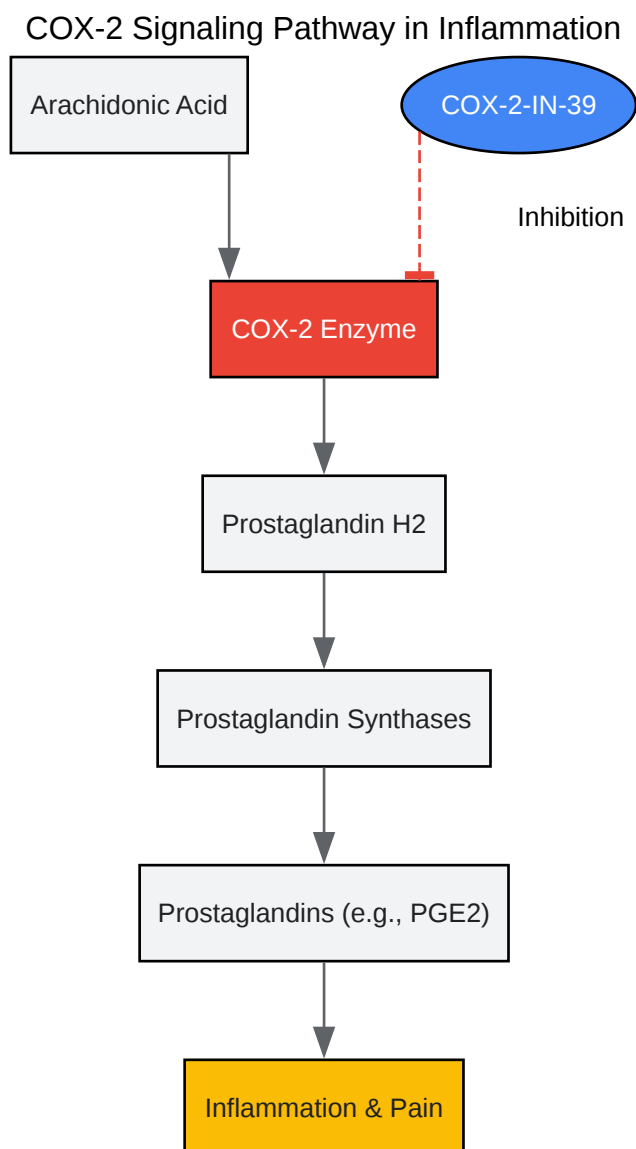 COX-2 Signaling Pathway in Inflammation
Arachidonic Acid
COX-2-IN-39
Inhibition
COX-2 Enzyme
Prostaglandin H2
Prostaglandin Synthases
Prostaglandins (e.g., PGE2)
Inflammation & Pain